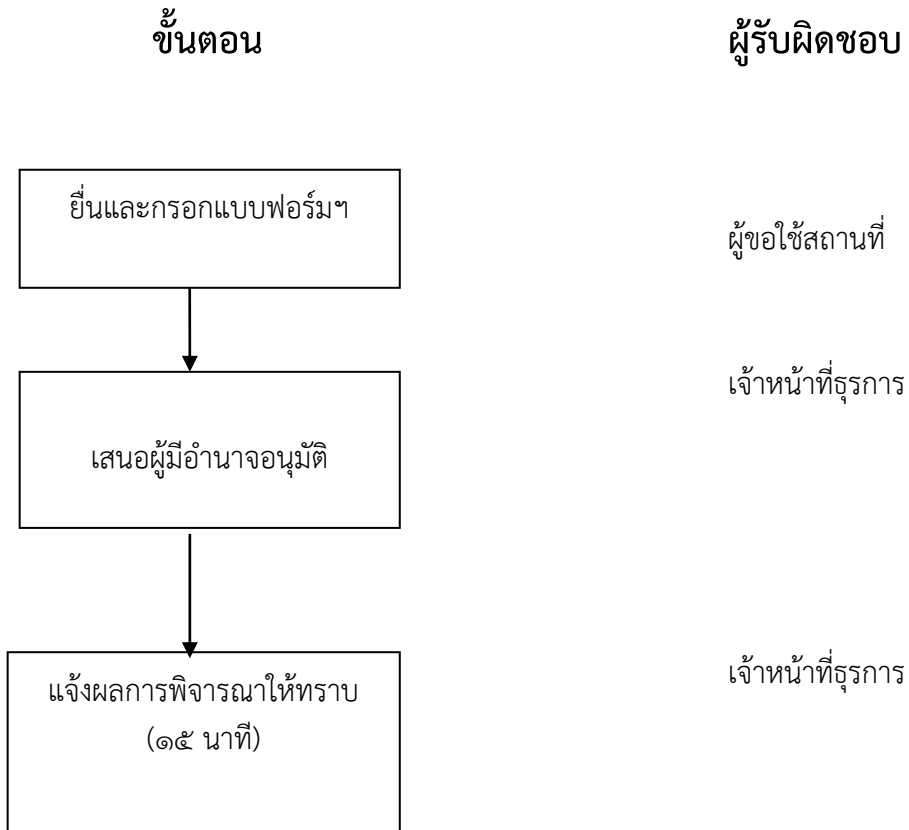 ขั้นตอน
ผู้รับผิดชอบ
ยื่นและกรอกแบบฟอร์มฯ
ผู้ขอใช้สถานที่
เสนอผู้มีอำนาจอนุมัติ
เจ้าหน้าที่ธุรการ
แจ้งผลการพิจารณาให้ทราบ
(๑๕ นาที)
เจ้าหน้าที่ธุรการ